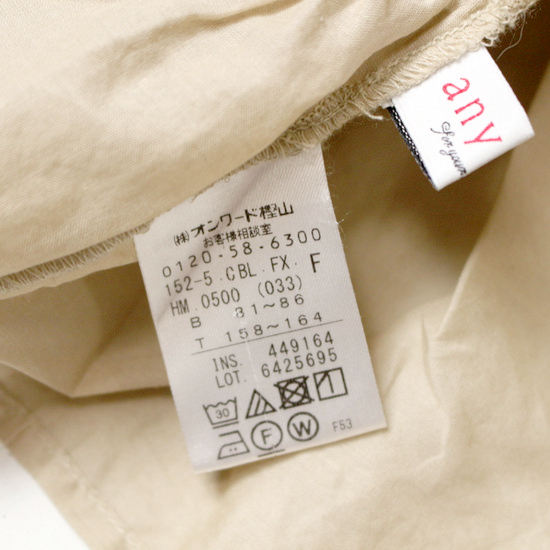 any
(株)オンワード樫山
お客様相談室
0120-58-6300
152-5.CBL.FX. F
HM.0500 (033)
B 81~86
T 158~164
INS. 449164
LOT. 6425695
30
F W
F53